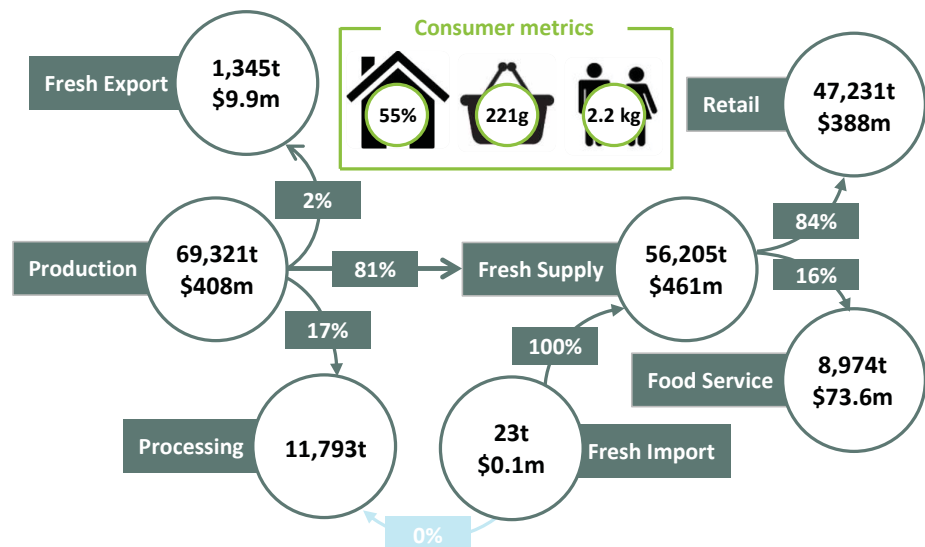 Consumer metrics
55%
221g
2.2 kg
Fresh Export
1,345t
$9.9m
Retail
47,231t
$388m
2%
84%
Production
69,321t
$408m
81%
Fresh Supply
56,205t
$461m
16%
17%
100%
Food Service
8,974t
$73.6m
Processing
11,793t
23t
$0.1m
Fresh Import
0%